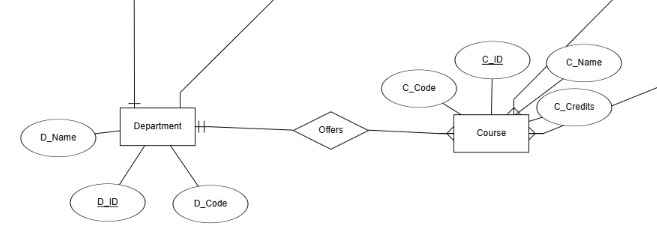 C_ID
C_Name
C_Code
C_Credits
Department
Offers
Course
D_Name
D_ID
D_Code